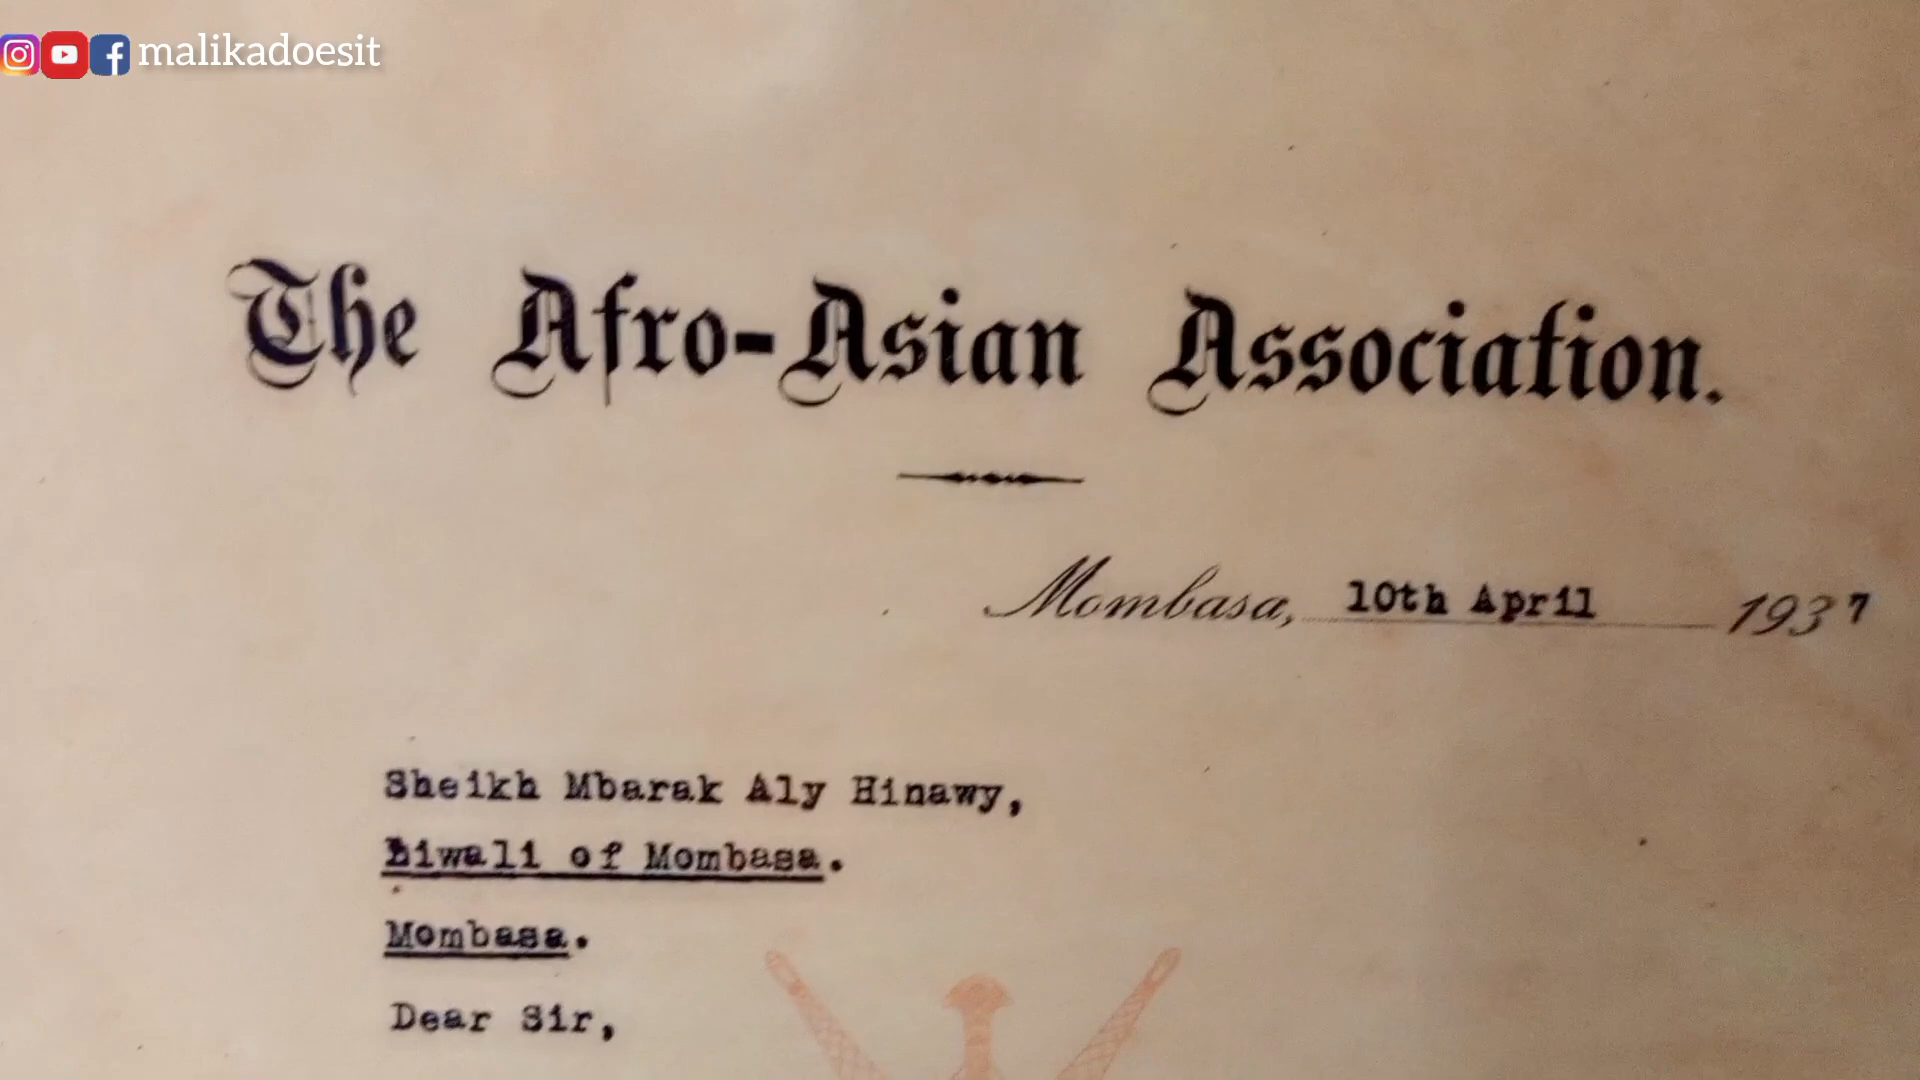 malikadoesit
The Afro-Asian Association.
Mombasa, 10th April 1937
Sheikh Mbarak Aly Hinawy,
Liwali of Mombasa.
Mombasa.
Dear Sir,